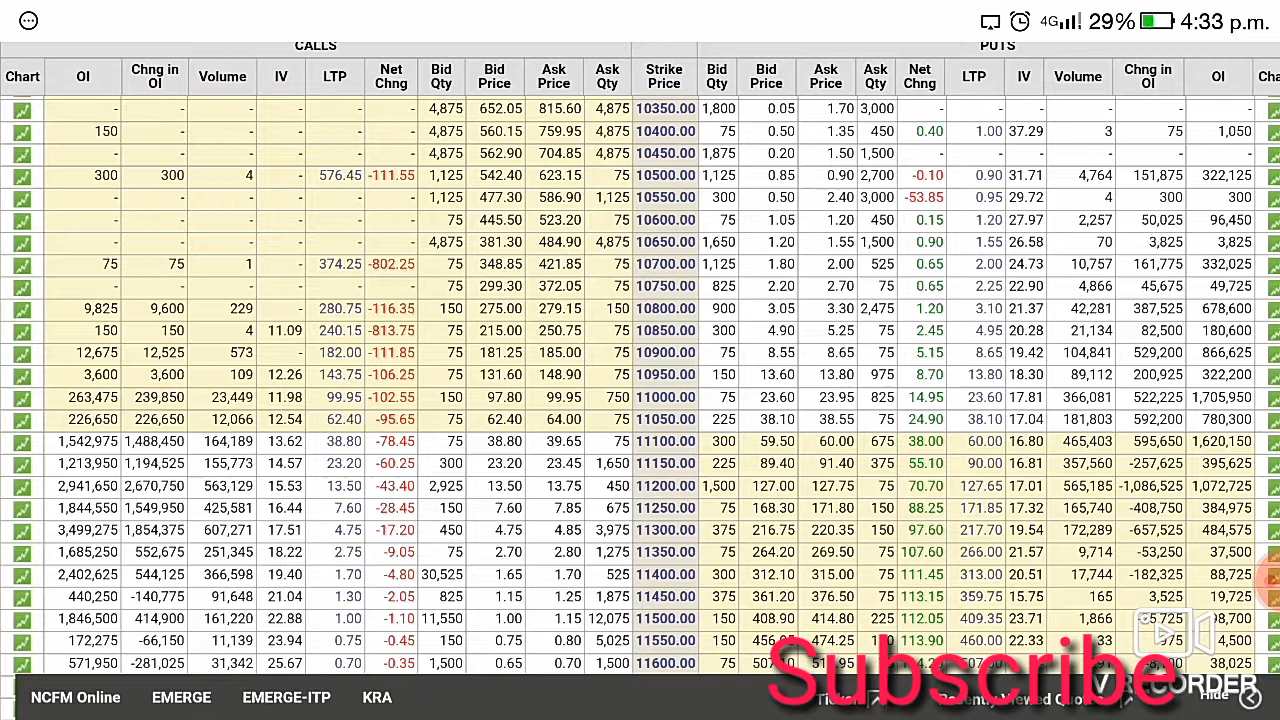 4G 29% 4:33 p.m.
CALLS PUTS
Chart OI Chng in OI Volume IV LTP Net Chng Bid Qty Bid Price Ask Price Ask Qty Strike Price Bid Qty Bid Price Ask Price Ask Qty Net Chng LTP IV Volume Chng in OI OI Cha
- - - - - - 4,875 652.05 815.60 4,875 10350.00 1,800 0.05 1.70 3,000 - - - - - -
150 - - - - - 4,875 560.15 759.95 4,875 10400.00 75 0.50 1.35 450 0.40 1.00 37.29 3 75 1,050
- - - - - - 4,875 562.90 704.85 4,875 10450.00 1,875 0.20 1.50 1,500 - - - - - -
300 300 4 - 576.45 -111.55 1,125 542.40 623.15 75 10500.00 1,125 0.85 0.90 2,700 -0.10 0.90 31.71 4,764 151,875 322,125
- - - - - - 1,125 477.30 586.90 1,125 10550.00 300 0.50 2.40 3,000 -53.85 0.95 29.72 4 300 300
- - - - - - 75 445.50 523.20 75 10600.00 75 1.05 1.20 450 0.15 1.20 27.97 2,257 50,025 96,450
- - - - - - 4,875 381.30 484.90 4,875 10650.00 1,650 1.20 1.55 1,500 0.90 1.55 26.58 70 3,825 3,825
75 75 1 - 374.25 -802.25 75 348.85 421.85 75 10700.00 1,125 1.80 2.00 525 0.65 2.00 24.73 10,757 161,775 332,025
- - - - - - 75 299.30 372.05 75 10750.00 825 2.20 2.70 75 0.65 2.25 22.90 4,866 45,675 49,725
9,825 9,600 229 - 280.75 -116.35 150 275.00 279.15 150 10800.00 900 3.05 3.30 2,475 1.20 3.10 21.37 42,281 387,525 678,600
150 150 4 11.09 240.15 -813.75 75 215.00 250.75 75 10850.00 300 4.90 5.25 75 2.45 4.95 20.28 21,134 82,500 180,600
12,675 12,525 573 - 182.00 -111.85 75 181.25 185.00 75 10900.00 75 8.55 8.65 75 5.15 8.65 19.42 104,841 529,200 866,625
3,600 3,600 109 12.26 143.75 -106.25 75 131.60 148.90 75 10950.00 150 13.60 13.80 975 8.70 13.80 18.30 89,112 200,925 322,200
263,475 239,850 23,449 11.98 99.95 -102.55 150 97.80 99.95 750 11000.00 75 23.60 23.95 825 14.95 23.60 17.81 366,081 522,225 1,705,950
226,650 226,650 12,066 12.54 62.40 -95.65 75 62.40 64.00 75 11050.00 225 38.10 38.55 75 24.90 38.10 17.04 181,803 592,200 780,300
1,542,975 1,488,450 164,189 13.62 38.80 -78.45 75 38.80 39.65 75 11100.00 300 59.50 60.00 675 38.00 60.00 16.80 465,403 595,650 1,620,150
1,213,950 1,194,525 155,773 14.57 23.20 -60.25 300 23.20 23.45 1,650 11150.00 225 89.40 91.40 375 55.10 90.00 16.81 357,560 -257,625 395,625
2,941,650 2,670,750 563,129 15.53 13.50 -43.40 2,925 13.50 13.75 450 11200.00 1,500 127.00 127.75 75 70.70 127.65 17.01 565,185 -1,086,525 1,072,725
1,844,550 1,549,950 425,581 16.44 7.60 -28.45 150 7.60 7.85 675 11250.00 75 168.30 171.80 150 88.25 171.85 17.32 165,740 -408,750 384,975
3,499,275 1,854,375 607,271 17.51 4.75 -17.20 450 4.75 4.85 3,975 11300.00 375 216.75 220.35 150 97.60 217.70 19.54 172,289 -657,525 484,575
1,685,250 552,675 251,345 18.22 2.75 -9.05 75 2.70 2.80 1,275 11350.00 75 264.20 269.50 75 107.60 266.00 21.57 9,714 -53,250 37,500
2,402,625 544,125 366,598 19.40 1.70 -4.80 30,525 1.65 1.70 525 11400.00 300 312.10 315.00 75 111.45 313.00 20.51 17,744 -182,325 88,725
440,250 -140,775 91,648 21.04 1.30 -2.05 825 1.15 1.25 1,875 11450.00 375 361.20 376.50 75 113.15 359.75 15.75 165 3,525 19,725
1,846,500 414,900 161,220 22.88 1.00 -1.10 11,550 1.00 1.15 12,075 11500.00 150 408.90 414.80 225 112.05 409.35 23.71 1,866
172,275 -66,150 11,139 23.94 0.75 -0.45 150 0.75 0.80 5,025 11550.00 150 474.25 113.90 460.00 22.33 4,500
571,950 -281,025 31,342 25.67 0.70 -0.35 1,500 0.65 0.70 1,500 11600.00 75 38,025
Subscribe
NCFM Online EMERGE EMERGE-ITP KRA Hide